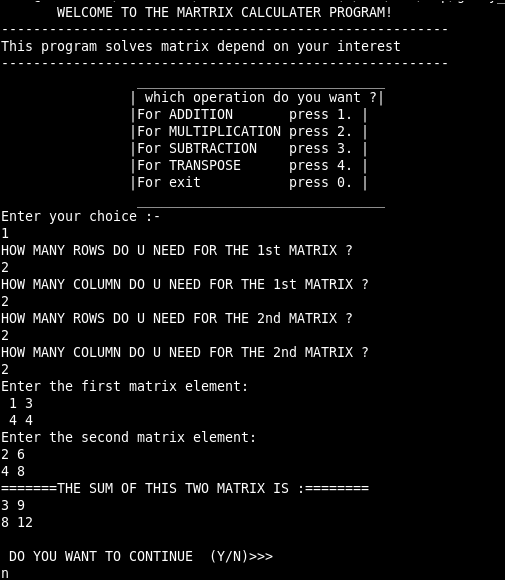 WELCOME TO THE MARTRIX CALCULATER PROGRAM!
--------------------------------------------------------
This program solves matrix depend on your interest
--------------------------------------------------------
_______________________________
| which operation do you want ?|
|For ADDITION       press 1. |
|For MULTIPLICATION press 2. |
|For SUBTRACTION    press 3. |
|For TRANSPOSE      press 4. |
|For exit           press 0. |
_______________________________
Enter your choice :-
1
HOW MANY ROWS DO U NEED FOR THE 1st MATRIX ?
2
HOW MANY COLUMN DO U NEED FOR THE 1st MATRIX ?
2
HOW MANY ROWS DO U NEED FOR THE 2nd MATRIX ?
2
HOW MANY COLUMN DO U NEED FOR THE 2nd MATRIX ?
2
Enter the first matrix element:
1 3
4 4
Enter the second matrix element:
2 6
4 8
=======THE SUM OF THIS TWO MATRIX IS :========
3 9
8 12
DO YOU WANT TO CONTINUE  (Y/N)>>>
n